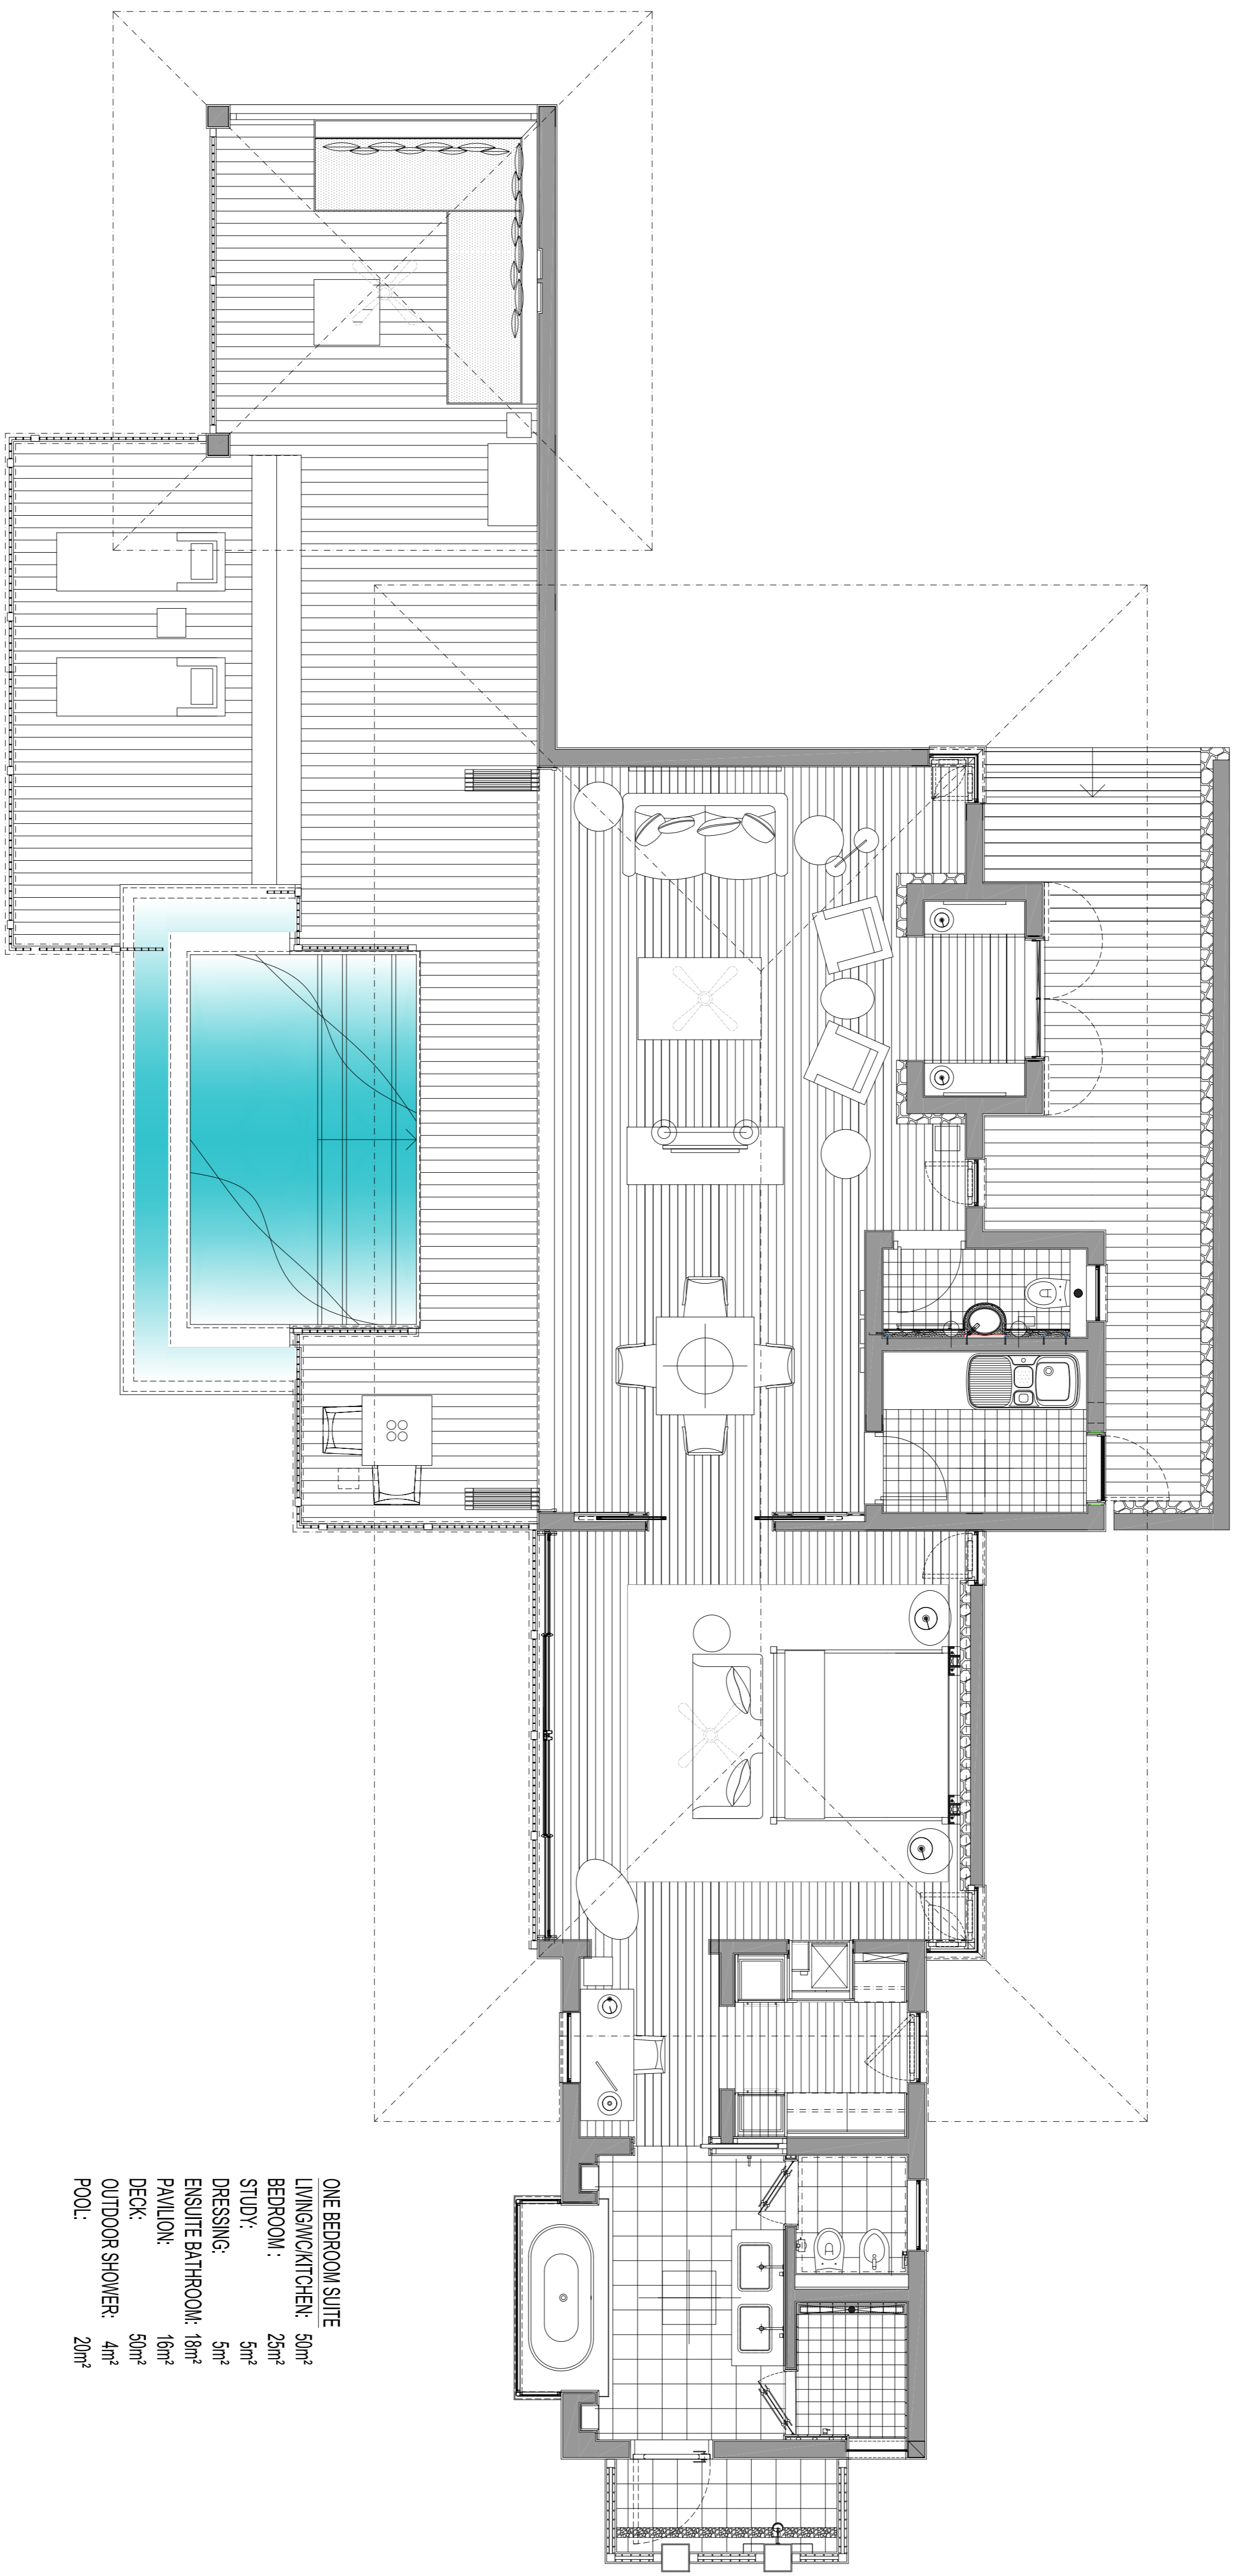 ONE BEDROOM SUITE
LIVING/WC/KITCHEN: 50m²
BEDROOM : 25m²
STUDY: 5m²
DRESSING: 5m²
ENSUITE BATHROOM: 18m²
PAVILION: 16m²
DECK: 50m²
OUTDOOR SHOWER: 4m²
POOL: 20m²